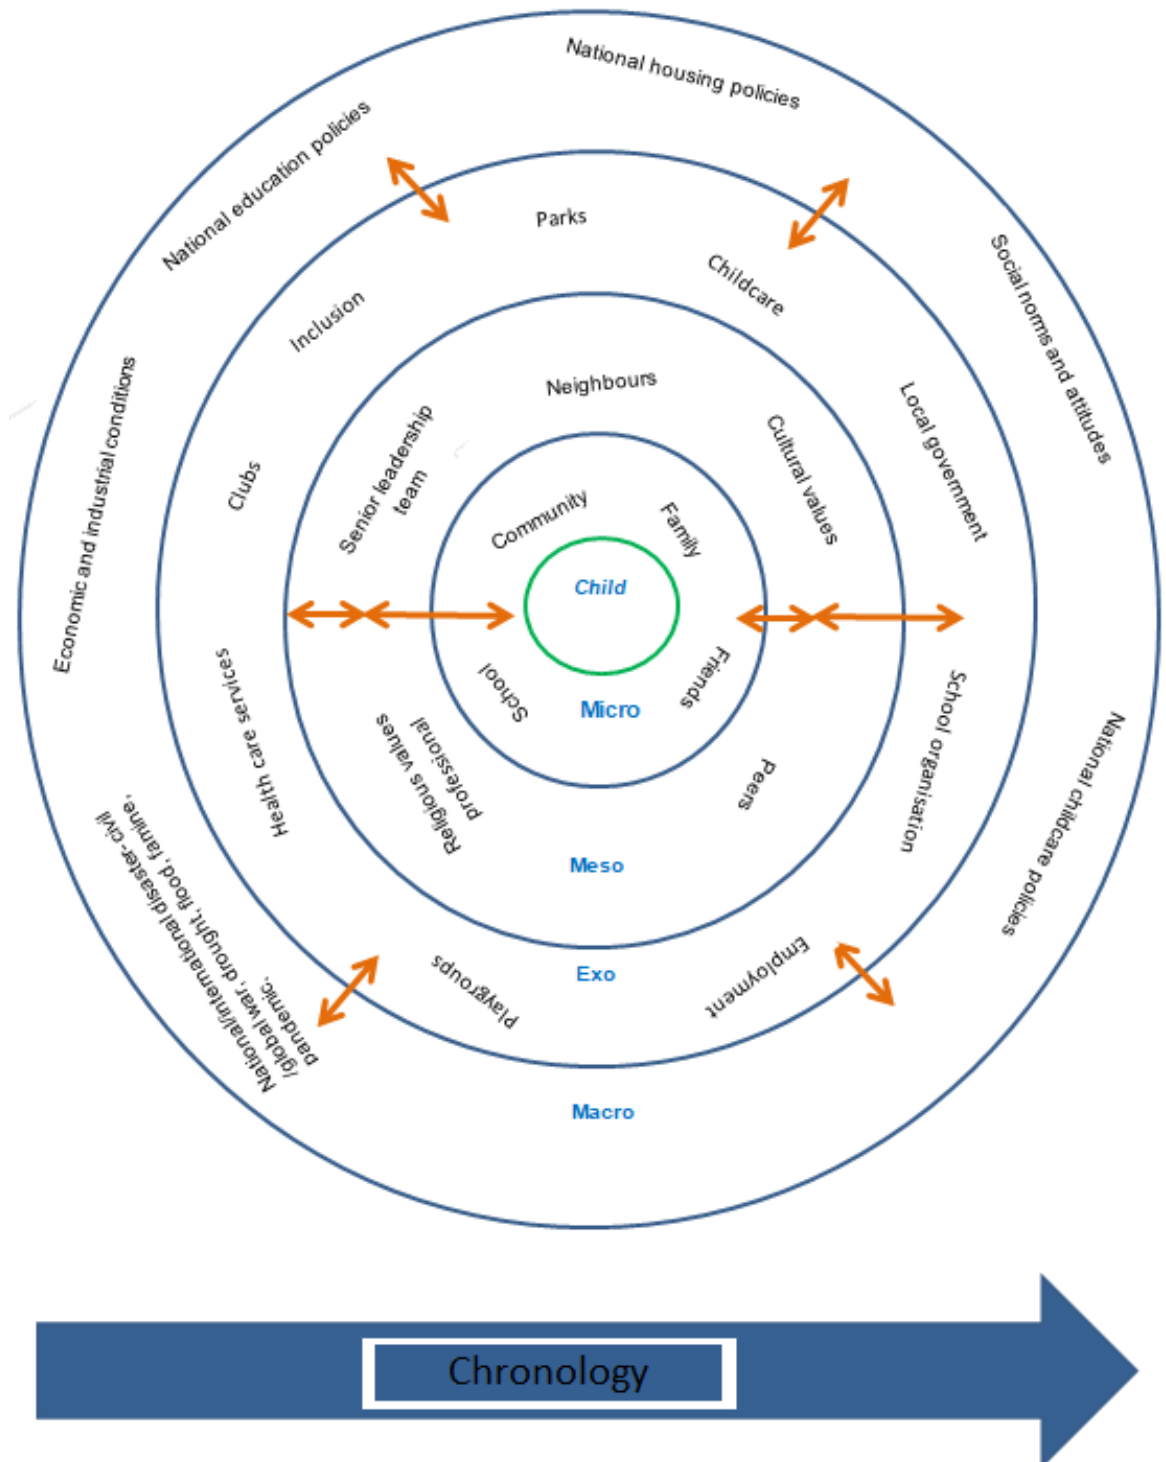 National housing policies
National education policies
Parks
Social norms and attitudes
Childcare
Inclusion
Economic and industrial conditions
Neighbours
Local government
Senior leadership
team
Cultural values
Clubs
Community
Family
Child
School
Friends
Micro
Health care services
Religious values
professional
Peers
School organisation
National childcare policies
National/international disaster- civil
/global war, drought, flood, famine,
pandemic,
Meso
Exo
Playgroups
Employment
Macro
Chronology